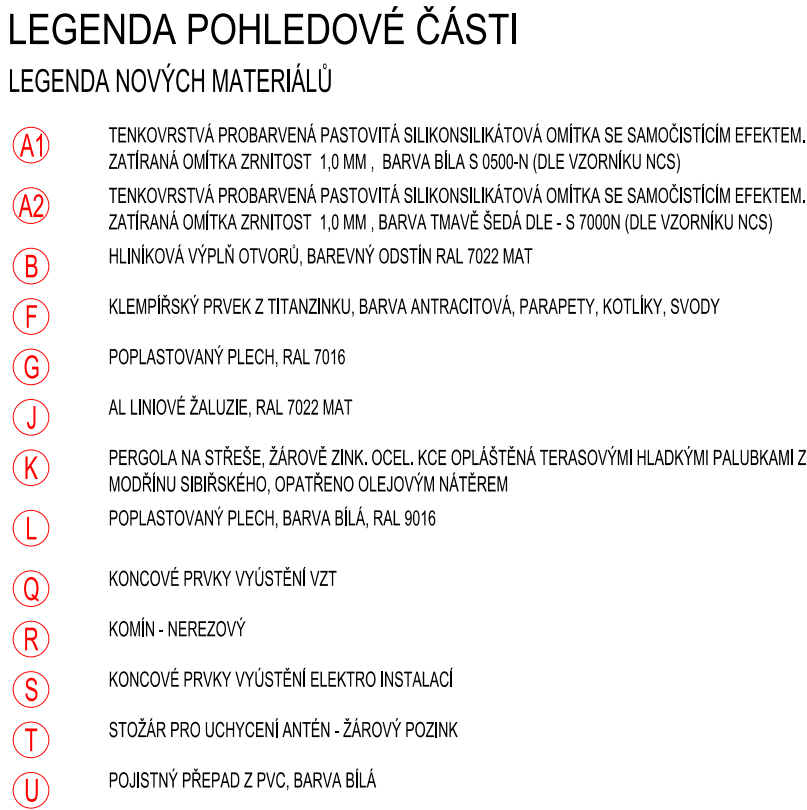 LEGENDA POHLEDOVÉ ČÁSTI
LEGENDA NOVÝCH MATERIÁLŮ
A1 TENKOVRSTVÁ PROBARVENÁ PASTOVITÁ SILIKONSILIKÁTOVÁ OMÍTKA SE SAMOČISTÍCÍM EFEKTEM.
ZATÍRANÁ OMÍTKA ZRNITOST 1,0 MM , BARVA BÍLA S 0500-N (DLE VZORNÍKU NCS)
A2 TENKOVRSTVÁ PROBARVENÁ PASTOVITÁ SILIKONSILIKÁTOVÁ OMÍTKA SE SAMOČISTÍCÍM EFEKTEM.
ZATÍRANÁ OMÍTKA ZRNITOST 1,0 MM , BARVA TMAVĚ ŠEDÁ DLE - S 7000N (DLE VZORNÍKU NCS)
B HLINÍKOVÁ VÝPLŇ OTVORŮ, BAREVNÝ ODSTÍN RAL 7022 MAT
F KLEMPÍŘSKÝ PRVEK Z TITANZINKU, BARVA ANTRACITOVÁ, PARAPETY, KOTLÍKY, SVODY
G POPLASTOVANÝ PLECH, RAL 7016
J AL LINIOVÉ ŽALUZIE, RAL 7022 MAT
K PERGOLA NA STŘEŠE, ŽÁROVĚ ZINK. OCEL. KCE OPLÁŠTĚNÁ TERASOVÝMI HLADKÝMI PALUBKAMI Z
MODŘÍNU SIBIŘSKÉHO, OPATŘENO OLEJOVÝM NÁTĚREM
L POPLASTOVANÝ PLECH, BARVA BÍLÁ, RAL 9016
Q KONCOVÉ PRVKY VYÚSTĚNÍ VZT
R KOMÍN - NEREZOVÝ
S KONCOVÉ PRVKY VYÚSTĚNÍ ELEKTRO INSTALACÍ
T STOŽÁR PRO UCHYCENÍ ANTÉN - ŽÁROVÝ POZINK
U POJISTNÝ PŘEPAD Z PVC, BARVA BÍLÁ